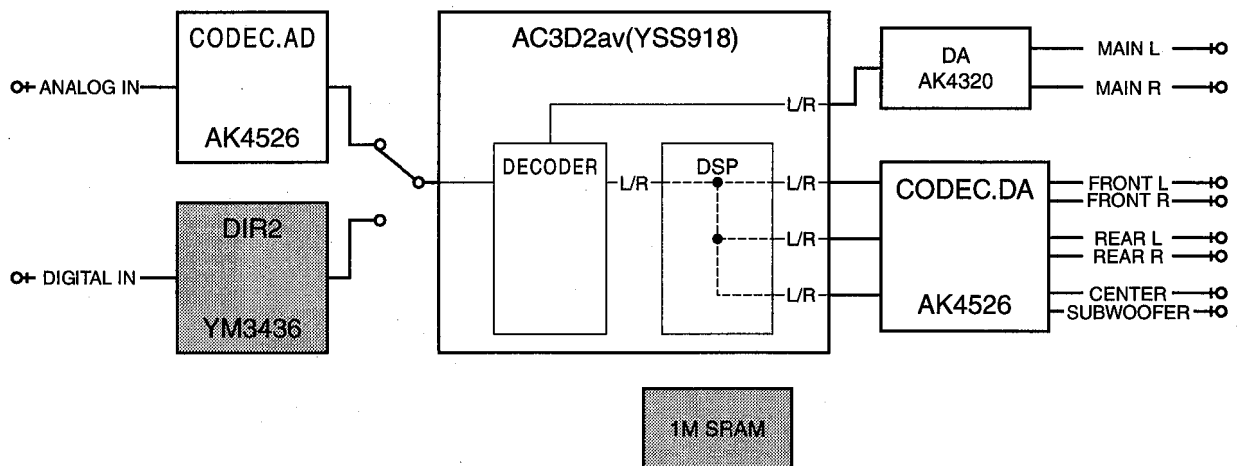 CODEC.AD
ANALOG IN
AK4526
DIR2
DIGITAL IN
YM3436
AC3D2av(YSS918)
DECODER
L/R
DSP
L/R
L/R
L/R
L/R
DA
AK4320
MAIN L
MAIN R
CODEC.DA
AK4526
FRONT L
FRONT R
REAR L
REAR R
CENTER
SUBWOOFER
1M SRAM